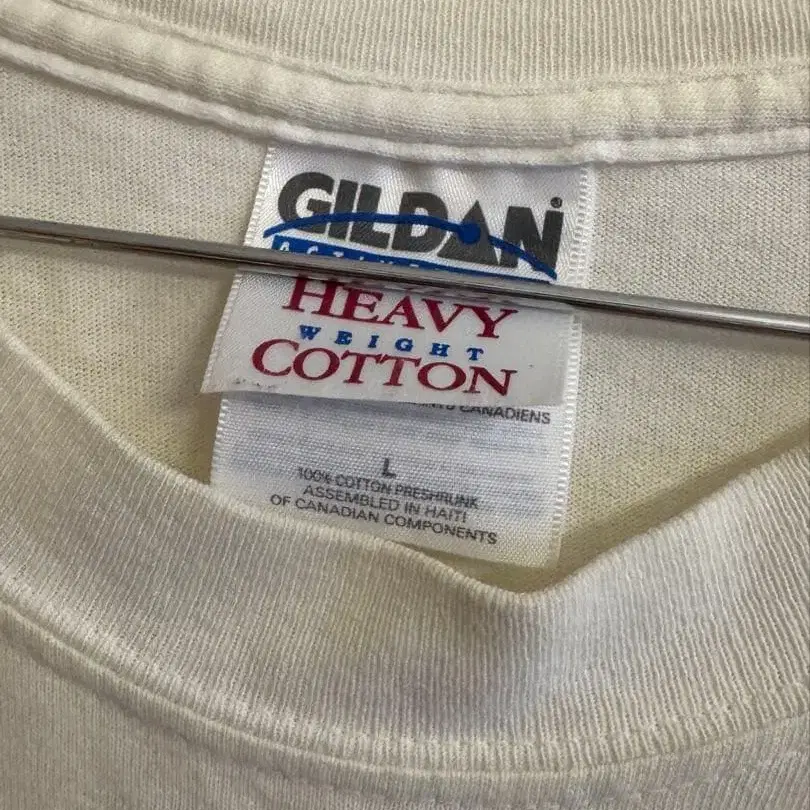 GILDAN
HEAVY
WEIGHT
COTTON
CANADIENS
L
100% COTTON PRESHRUNK
ASSEMBLED IN HAITI
OF CANADIAN COMPONENTS